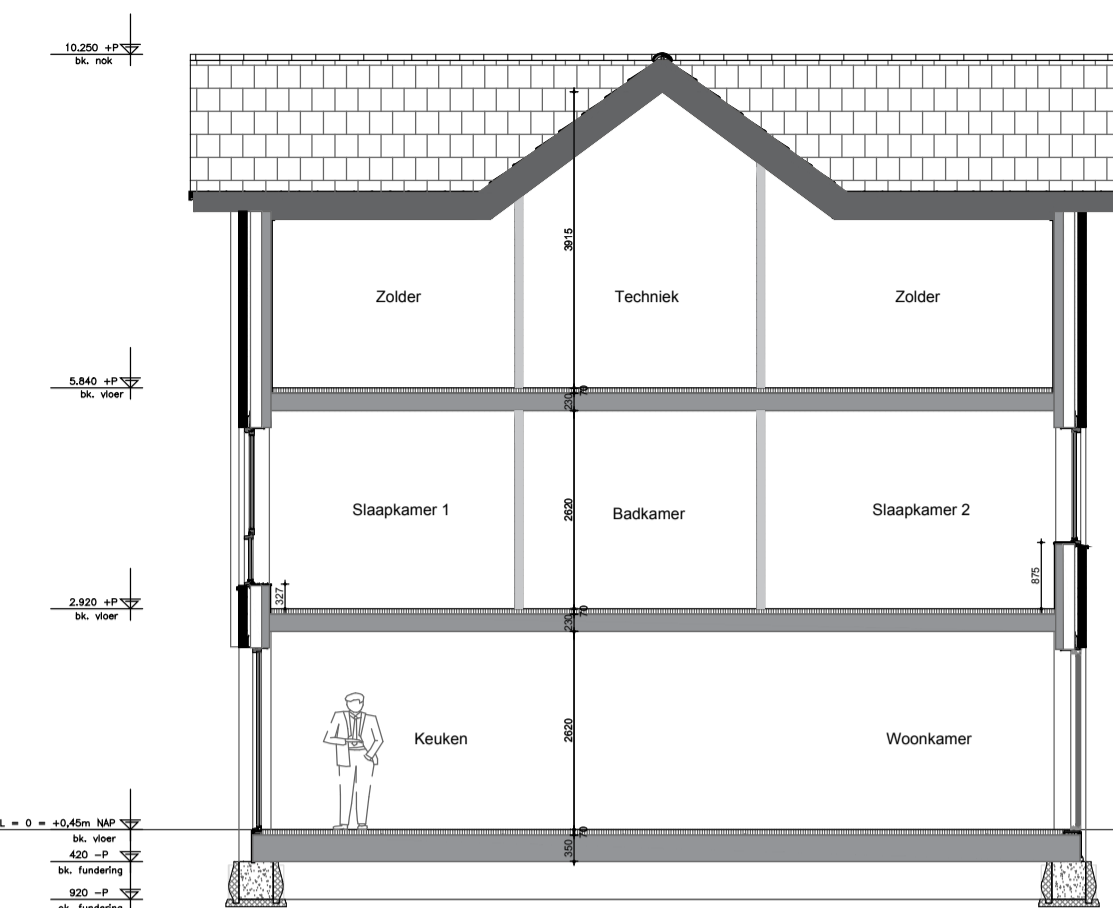 10.250 +P
bk. nok
3915
Zolder
Techniek
Zolder
5.840 +P
bk. vloer
70
230
Slaapkamer 1
2620
Badkamer
Slaapkamer 2
875
327
2.920 +P
bk. vloer
70
230
Keuken
2620
Woonkamer
L = 0 = +0,45m NAP
bk. vloer
70
350
420 -P
bk. fundering
920 -P
ok. fundering